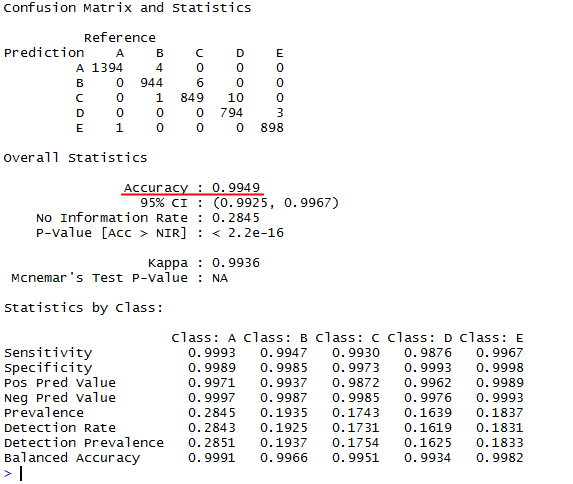 Confusion Matrix and Statistics

          Reference
Prediction    A    B    C    D    E
         A 1394    4    0    0    0
         B    0  944    6    0    0
         C    0    1  849   10    0
         D    0    0    0  794    3
         E    1    0    0    0  898

Overall Statistics

               Accuracy : 0.9949
                 95% CI : (0.9925, 0.9967)
    No Information Rate : 0.2845
    P-Value [Acc > NIR] : < 2.2e-16

                  Kappa : 0.9936
 Mcnemar's Test P-Value : NA

Statistics by Class:

                     Class: A Class: B Class: C Class: D Class: E
Sensitivity            0.9993   0.9947   0.9930   0.9876   0.9967
Specificity            0.9989   0.9985   0.9973   0.9993   0.9998
Pos Pred Value         0.9971   0.9937   0.9872   0.9962   0.9989
Neg Pred Value         0.9997   0.9987   0.9985   0.9976   0.9993
Prevalence             0.2845   0.1935   0.1743   0.1639   0.1837
Detection Rate         0.2843   0.1925   0.1731   0.1619   0.1831
Detection Prevalence   0.2851   0.1937   0.1754   0.1625   0.1833
Balanced Accuracy      0.9991   0.9966   0.9951   0.9934   0.9982
>